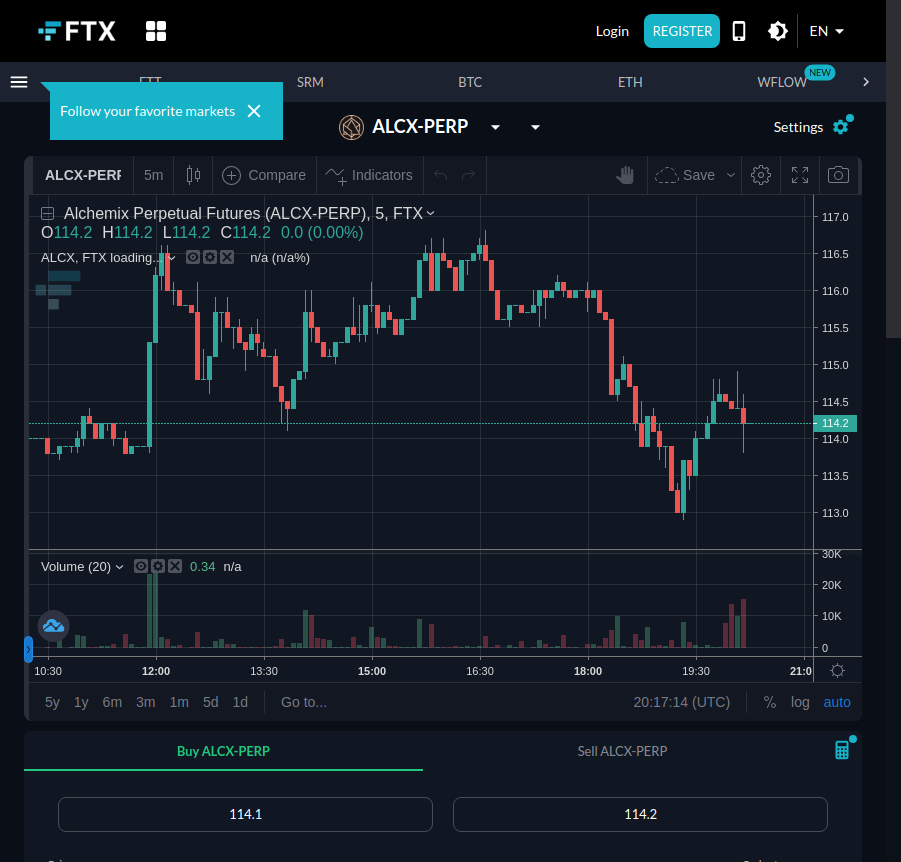 FTX
Login
REGISTER
EN
FTT
SRM
BTC
ETH
WFLOW
NEW
Follow your favorite markets
ALCX-PERP
Settings
ALCX-PERP
5m
Compare
Indicators
Save
Alchemix Perpetual Futures (ALCX-PERP), 5, FTX
O114.2 H114.2 L114.2 C114.2 0.0 (0.00%)
ALCX, FTX loading... n/a (n/a%)
117.0
116.5
116.0
115.5
115.0
114.5
114.2
114.0
113.5
113.0
Volume (20) 0.34 n/a
30K
20K
10K
0
10:30 12:00 13:30 15:00 16:30 18:00 19:30 21:0
5y 1y 6m 3m 1m 5d 1d Go to... 20:17:14 (UTC) % log auto
Buy ALCX-PERP
Sell ALCX-PERP
114.1
114.2